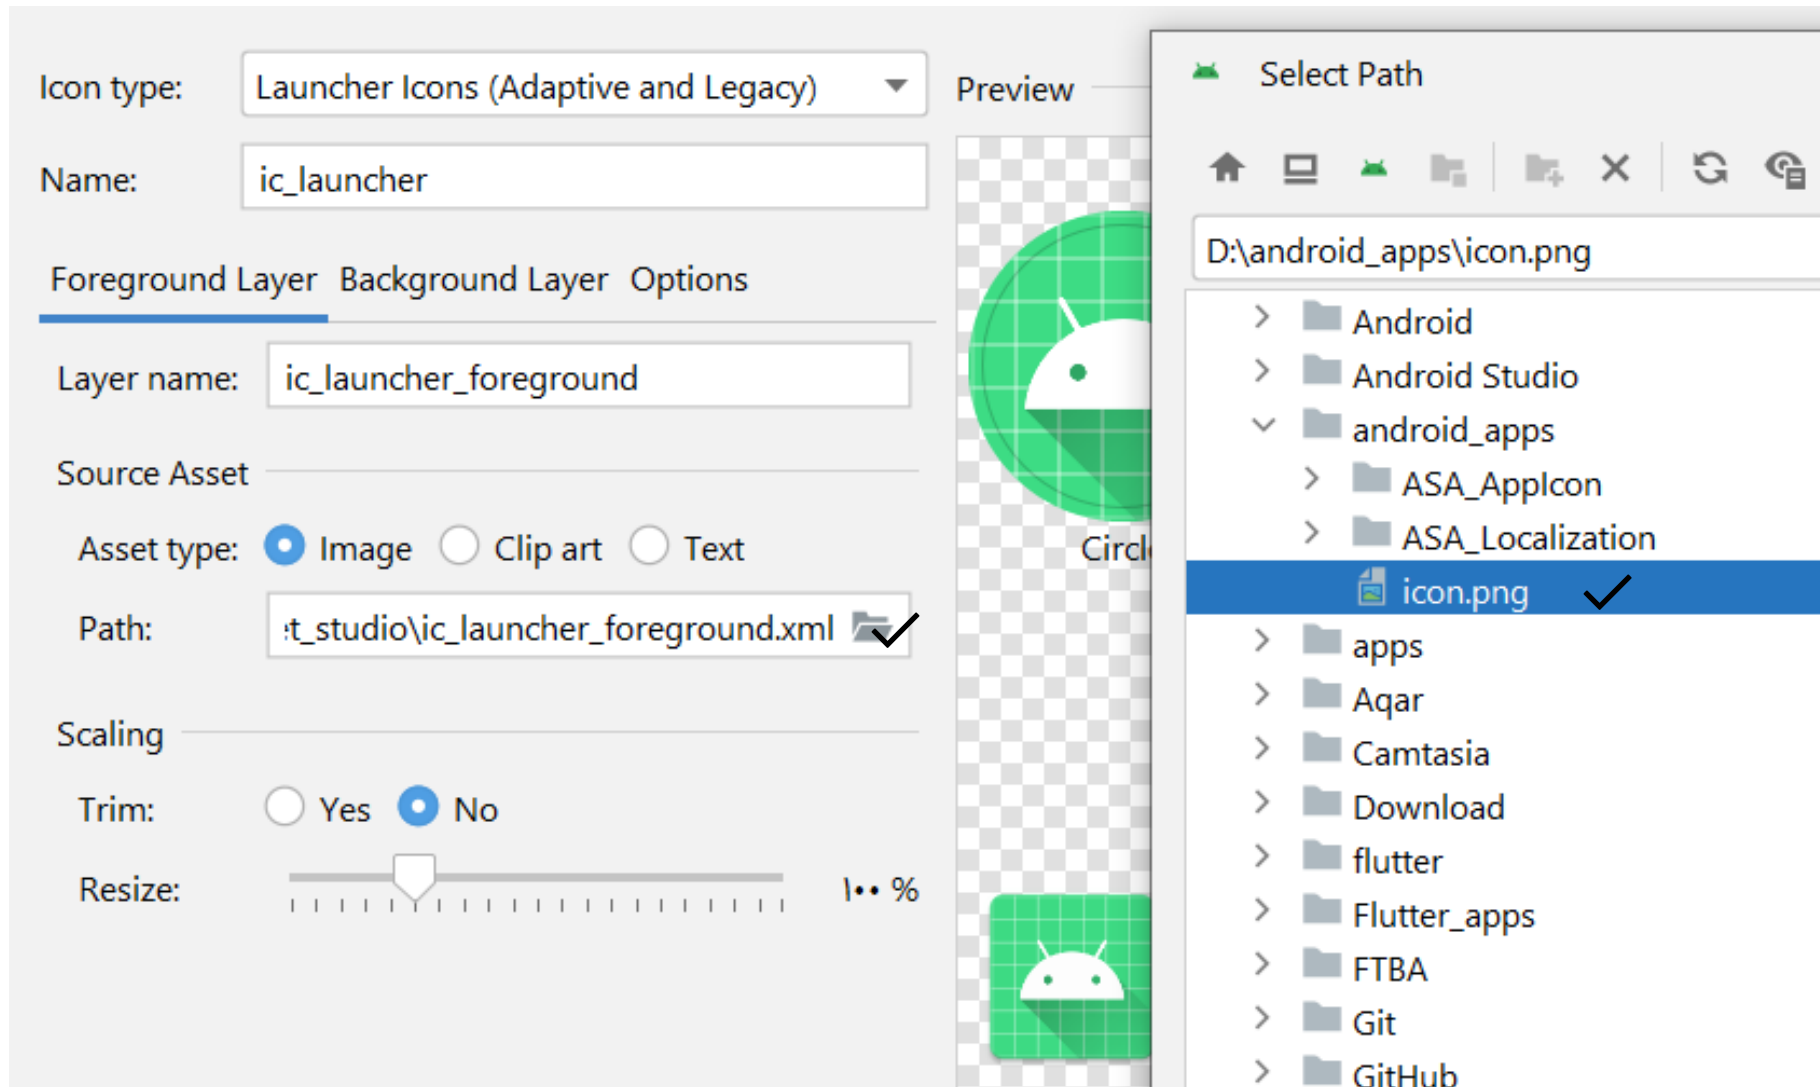 Icon type: Launcher Icons (Adaptive and Legacy)
Name: ic_launcher
Foreground Layer Background Layer Options
Layer name: ic_launcher_foreground
Source Asset
Asset type: Image Clip art Text
Path: t_studio\ic_launcher_foreground.xml
Scaling
Trim: Yes No
Resize: ١٠٠ %
Preview
Select Path
D:\android_apps\icon.png
Android
Android Studio
android_apps
ASA_AppIcon
ASA_Localization
icon.png
apps
Aqar
Camtasia
Download
flutter
Flutter_apps
FTBA
Git
GitHub